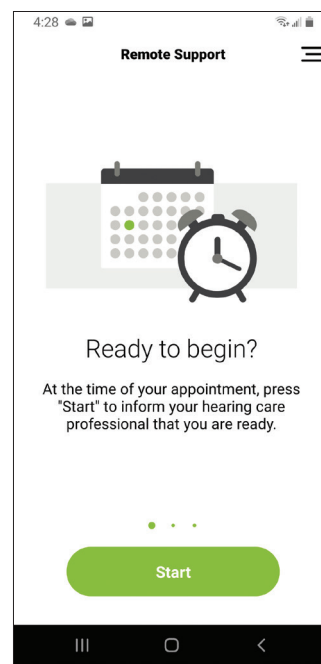 4:28
Remote Support
Ready to begin?
At the time of your appointment, press
"Start" to inform your hearing care
professional that you are ready.
Start